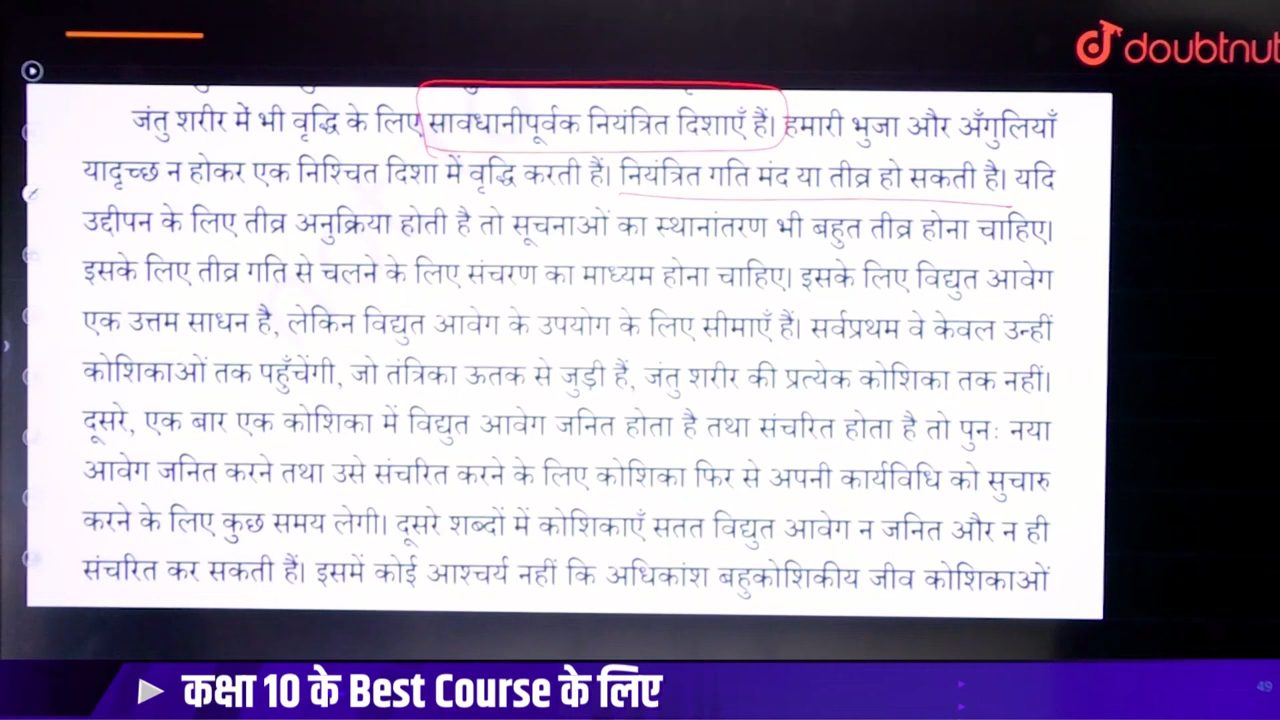 doubtnut
जंतु शरीर में भी वृद्धि के लिए सावधानीपूर्वक नियंत्रित दिशाएँ हैं। हमारी भुजा और अँगुलियाँ
यादृच्छ न होकर एक निश्चित दिशा में वृद्धि करती हैं। नियंत्रित गति मंद या तीव्र हो सकती है। यदि
उद्दीपन के लिए तीव्र अनुक्रिया होती है तो सूचनाओं का स्थानांतरण भी बहुत तीव्र होना चाहिए।
इसके लिए तीव्र गति से चलने के लिए संचरण का माध्यम होना चाहिए। इसके लिए विद्युत आवेग
एक उत्तम साधन है, लेकिन विद्युत आवेग के उपयोग के लिए सीमाएँ हैं। सर्वप्रथम वे केवल उन्हीं
कोशिकाओं तक पहुँचेंगी, जो तंत्रिका ऊतक से जुड़ी हैं, जंतु शरीर की प्रत्येक कोशिका तक नहीं।
दूसरे, एक बार एक कोशिका में विद्युत आवेग जनित होता है तथा संचरित होता है तो पुनः नया
आवेग जनित करने तथा उसे संचरित करने के लिए कोशिका फिर से अपनी कार्यविधि को सुचारु
करने के लिए कुछ समय लेगी। दूसरे शब्दों में कोशिकाएँ सतत विद्युत आवेग न जनित और न ही
संचरित कर सकती हैं। इसमें कोई आश्चर्य नहीं कि अधिकांश बहुकोशिकीय जीव कोशिकाओं
कक्षा 10 के Best Course के लिए
49